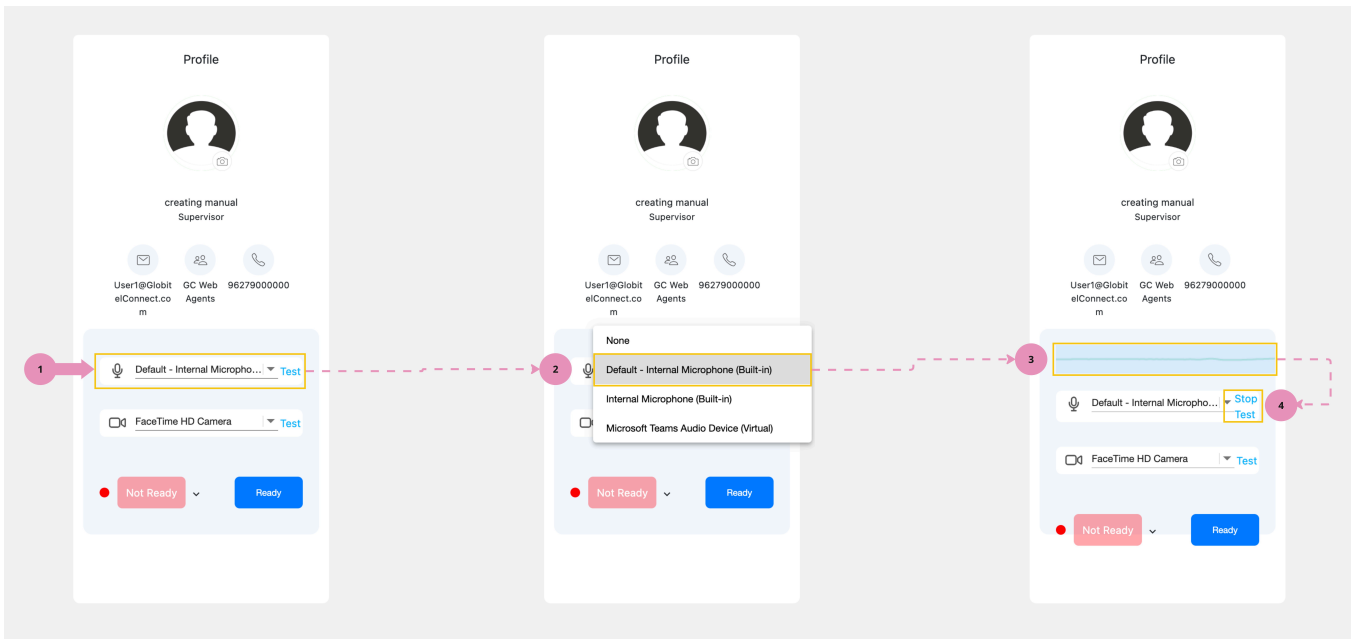 Profile
creating manual
Supervisor
User1@Globit
elConnect.co
m
GC Web
Agents
96279000000
1
Default - Internal Micropho...
Test
FaceTime HD Camera
Test
Not Ready
Ready
Profile
creating manual
Supervisor
User1@Globit
elConnect.co
m
GC Web
Agents
96279000000
None
2
Default - Internal Microphone (Built-in)
Internal Microphone (Built-in)
Microsoft Teams Audio Device (Virtual)
Not Ready
Ready
Profile
creating manual
Supervisor
User1@Globit
elConnect.co
m
GC Web
Agents
96279000000
3
Default - Internal Micropho...
Stop
Test
4
FaceTime HD Camera
Test
Not Ready
Ready